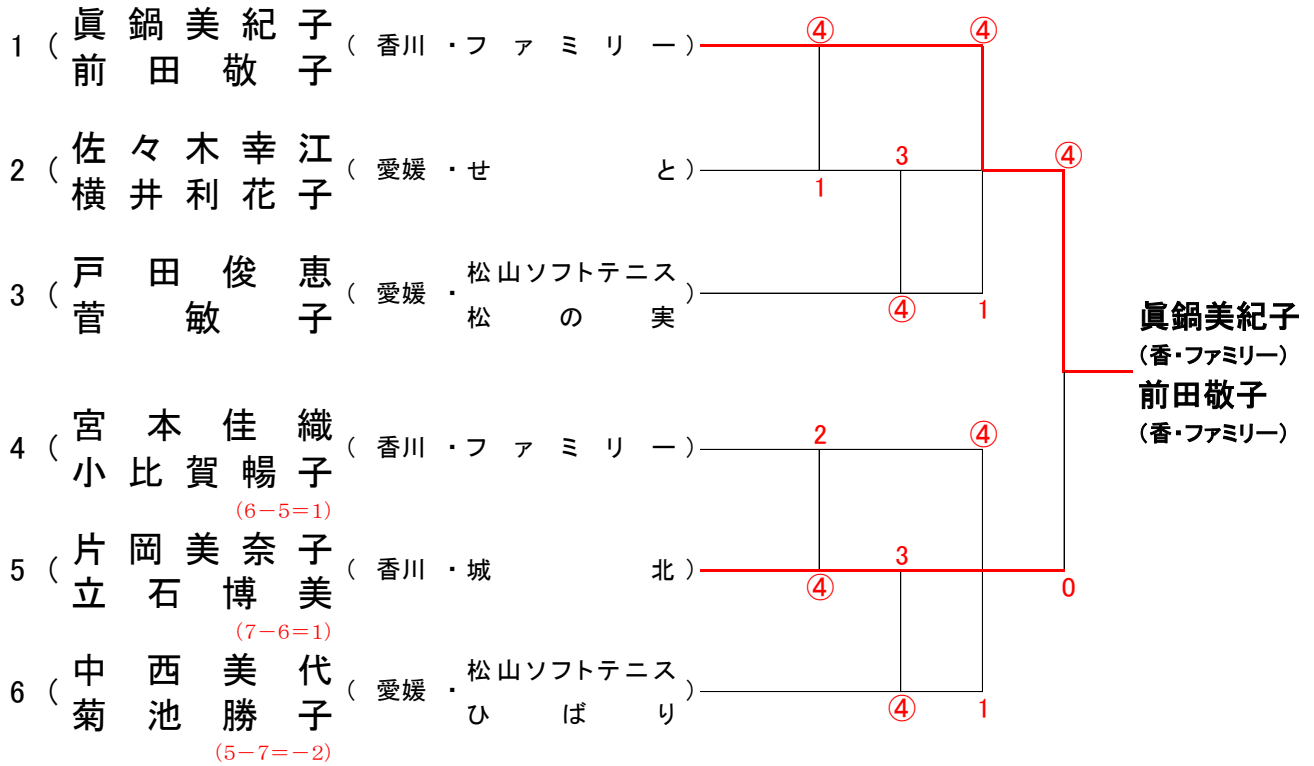 ④ ④
1 ( 眞鍋美紀子 ( 香川 ・ファミリー )
前田敬子
④
佐々木幸江
2 ( 横井利花子 ( 愛媛 ・せと ) 3
1
戸田俊恵 松山ソフトテニス
3 ( 菅敏子 ( 愛媛 ・ 松の実 )
④ 1
眞鍋美紀子
(香・ファミリー)
前田敬子
(香・ファミリー)
宮本佳織 2 ④
4 ( 小比賀暢子 ( 香川 ・ファミリー )
(6-5=1)
片岡美奈子 3
5 ( 立石博美 ( 香川 ・城北 )
④ 0
(7-6=1)
中西美代 松山ソフトテニス
6 ( 菊池勝子 ( 愛媛 ・ ひばり )
④ 1
(5-7=-2)